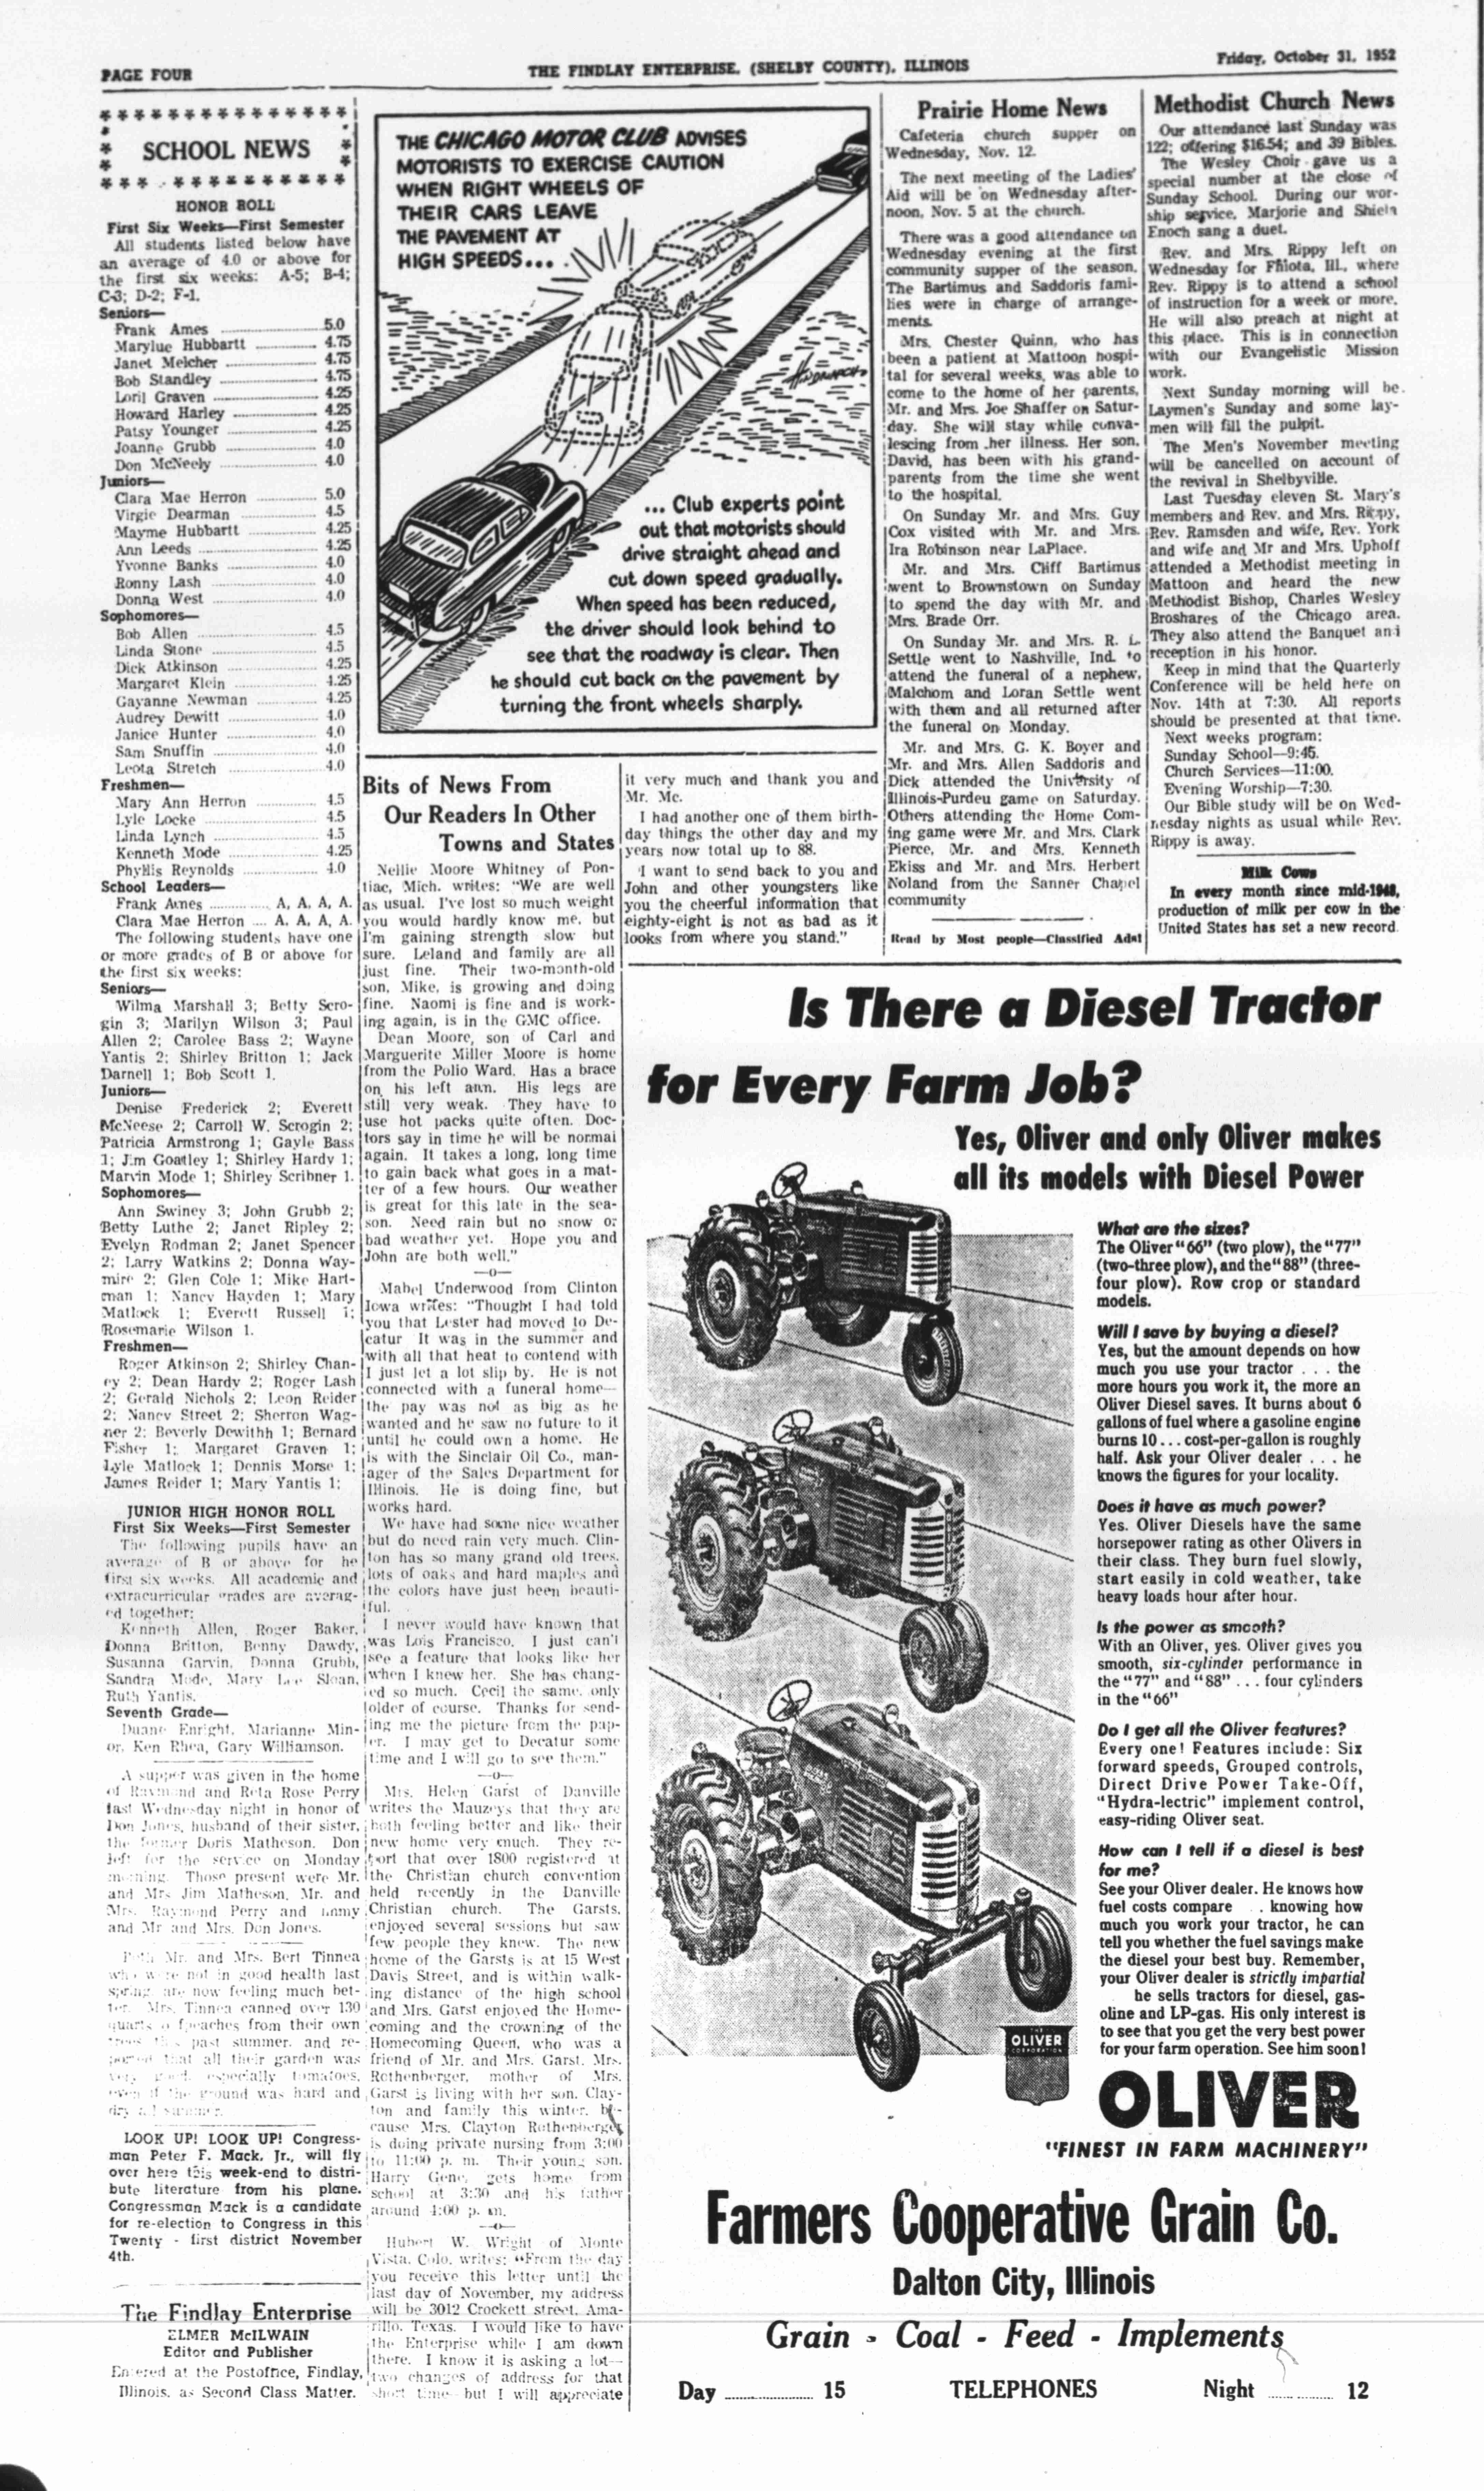 PAGE FOUR
THE FINDLAY ENTERPRISE, (SHELBY COUNTY), ILLINOIS
Friday, October 31, 1952
SCHOOL NEWS
HONOR ROLL
First Six Weeks—First Semester
All students listed below have
an average of 4.0 or above for
the first six weeks: A-5; B-4;
C-3; D-2; F-1.
Seniors—
Frank Ames 5.0
Marylue Hubbartt 4.75
Janet Melcher 4.75
Bob Standley 4.75
Loril Graven 4.25
Howard Harley 4.25
Patsy Younger 4.25
Joanne Grubb 4.0
Don McNeely 4.0
Juniors—
Clara Mae Herron 5.0
Virgie Dearman 4.5
Mayme Hubbartt 4.25
Ann Leeds 4.25
Yvonne Banks 4.0
Ronny Lash 4.0
Donna West 4.0
Sophomores—
Bob Allen 4.5
Linda Stone 4.5
Dick Atkinson 4.25
Margaret Klein 4.25
Gayanne Newman 4.25
Audrey Dewitt 4.0
Janice Hunter 4.0
Sam Snuffin 4.0
Leota Stretch 4.0
Freshmen—
Mary Ann Herron 4.5
Lyle Locke 4.5
Linda Lynch 4.5
Kenneth Mode 4.25
Phyllis Reynolds 4.0
School Leaders—
Frank Ames A, A, A, A.
Clara Mae Herron A. A, A, A.
The following students have one
or more grades of B or above for
the first six weeks:
Seniors—
Wilma Marshall 3; Betty Scro-
gin 3; Marilyn Wilson 3; Paul
Allen 2; Carolee Bass 2; Wayne
Yantis 2; Shirley Britton 1; Jack
Darnell 1; Bob Scott 1.
Juniors—
Denise Frederick 2; Everett
McNeese 2; Carroll W. Scrogin 2;
Patricia Armstrong 1; Gayle Bass
1; Jim Goatley 1; Shirley Hardy 1;
Marvin Mode 1; Shirley Scribner 1.
Sophomores—
Ann Swiney 3; John Grubb 2;
Betty Luthe 2; Janet Ripley 2;
Evelyn Rodman 2; Janet Spencer
2; Larry Watkins 2; Donna Way-
mire 2; Glen Cole 1; Mike Hart-
man 1; Nancy Hayden 1; Mary
Matlock 1; Everett Russell 1;
Rosemarie Wilson 1.
Freshmen—
Roger Atkinson 2; Shirley Chan-
ey 2; Dean Hardy 2; Roger Lash
2; Gerald Nichols 2; Leon Reider
2; Nancy Street 2; Sherron Wag-
ner 2; Beverly Dewithh 1; Bernard
Fisher 1; Margaret Graven 1;
Lyle Matlock 1; Dennis Morse 1;
James Reider 1; Mary Yantis 1;
JUNIOR HIGH HONOR ROLL
First Six Weeks—First Semester
The following pupils have an
average of B or above for he
first six weeks. All academic and
extracurricular grades are averag-
ed together:
Kenneth Allen, Roger Baker,
Donna Britton, Benny Dawdy,
Susanna Garvin, Donna Grubb,
Sandra Mode, Mary Lee Sloan,
Ruth Yantis.
Seventh Grade—
Duane Enright, Marianne Min-
or, Ken Rhea, Gary Williamson.
A supper was given in the home
of Raymond and Reta Rose Perry
last Wednesday night in honor of
Don Jones, husband of their sister,
the former Doris Matheson. Don
left for the service on Monday
morning. Those present were Mr.
and Mrs Jim Matheson, Mr. and
Mrs. Raymond Perry and
and Mr and Mrs. Don Jones.
Both Mr. and Mrs. Bert Tinnea
who were not in good health last
spring are now feeling much bet-
ter. Mrs. Tinnea canned over 130
quarts o fpeaches from their own
trees this past summer, and re-
ported that all their garden was
very good, especially tomatoes,
even if the ground was hard and
dry all summer.
LOOK UP! LOOK UP! Congress-
man Peter F. Mack, Jr., will fly
over here this week-end to distri-
bute literature from his plane.
Congressman Mack is a candidate
for re-election to Congress in this
Twenty - first district November
4th.
The Findlay Enterprise
ELMER McILWAIN
Editor and Publisher
Entered at the Postoffice, Findlay,
Illinois, as Second Class Matter.
THE CHICAGO MOTOR CLUB ADVISES
MOTORISTS TO EXERCISE CAUTION
WHEN RIGHT WHEELS OF
THEIR CARS LEAVE
THE PAVEMENT AT
HIGH SPEEDS...
... Club experts point
out that motorists should
drive straight ahead and
cut down speed gradually.
When speed has been reduced,
the driver should look behind to
see that the roadway is clear. Then
he should cut back on the pavement by
turning the front wheels sharply.
Bits of News From
Our Readers In Other
Towns and States
Nellie Moore Whitney of Pon-
tiac, Mich. writes: "We are well
as usual. I've lost so much weight
you would hardly know me, but
I'm gaining strength slow but
sure. Leland and family are all
just fine. Their two-month-old
son, Mike, is growing and doing
fine. Naomi is fine and is work-
ing again, is in the GMC office.
Dean Moore, son of Carl and
Marguerite Miller Moore is home
from the Polio Ward. Has a brace
on his left arm. His legs are
still very weak. They have to
use hot packs quite often. Doc-
tors say in time he will be normal
again. It takes a long, long time
to gain back what goes in a mat-
ter of a few hours. Our weather
is great for this late in the sea-
son. Need rain but no snow or
bad weather yet. Hope you and
John are both well."
—o—
Mabel Underwood from Clinton
Iowa writes: "Thought I had told
you that Lester had moved to De-
catur It was in the summer and
with all that heat to contend with
I just let a lot slip by. He is not
connected with a funeral home—
the pay was not as big as he
wanted and he saw no future to it
until he could own a home. He
is with the Sinclair Oil Co., man-
ager of the Sales Department for
Illinois. He is doing fine, but
works hard.
We have had some nice weather
but do need rain very much. Clin-
ton has so many grand old trees,
lots of oaks and hard maples and
the colors have just been beauti-
ful.
I never would have known that
was Lois Francisco. I just can't
see a feature that looks like her
when I knew her. She has chang-
ed so much. Cecil the same, only
older of course. Thanks for send-
ing me the picture from the pap-
er. I may get to Decatur some
time and I will go to see them."
—o—
Mrs. Helen Garst of Danville
writes the Mauzeys that they are
both feeling better and like their
new home very much. They re-
port that over 1800 registered at
the Christian church convention
held recently in the Danville
Christian church. The Garsts,
enjoyed several sessions but saw
few people they knew. The new
home of the Garsts is at 15 West
Davis Street, and is within walk-
ing distance of the high school
and Mrs. Garst enjoyed the Home-
coming and the crowning of the
Homecoming Queen, who was a
friend of Mr. and Mrs. Garst. Mrs.
Rothenberger, mother of Mrs.
Garst is living with her son, Clay-
ton and family this winter, be-
cause Mrs. Clayton Rothenberger
is doing private nursing from 3:00
to 11:00 p. m. Their young son,
Harry Gene, gets home from
school at 3:30 and his father
around 4:00 p. m.
—o—
Hubert W. Wright of Monte
Vista, Colo. writes: "From the day
you receive this letter until the
last day of November, my address
will be 3012 Crockett street, Ama-
rillo, Texas. I would like to have
the Enterprise while I am down
there. I know it is asking a lot—
two changes of address for that
short time but I will appreciate
it very much and thank you and
Mr. Mc.
I had another one of them birth-
day things the other day and my
years now total up to 88.
I want to send back to you and
John and other youngsters like
you the cheerful information that
eighty-eight is not as bad as it
looks from where you stand."
Prairie Home News
Cafeteria church supper on
Wednesday, Nov. 12.
The next meeting of the Ladies'
Aid will be on Wednesday after-
noon, Nov. 5 at the church.
There was a good attendance on
Wednesday evening at the first
community supper of the season.
The Bartimus and Saddoris fami-
lies were in charge of arrange-
ments.
Mrs. Chester Quinn, who has
been a patient at Mattoon hospi-
tal for several weeks, was able to
come to the home of her parents,
Mr. and Mrs. Joe Shaffer on Satur-
day. She will stay while conva-
lescing from her illness. Her son,
David, has been with his grand-
parents from the time she went
to the hospital.
On Sunday Mr. and Mrs. Guy
Cox visited with Mr. and Mrs.
Ira Robinson near LaPlace.
Mr. and Mrs. Cliff Bartimus
went to Brownstown on Sunday
to spend the day with Mr. and
Mrs. Brade Orr.
On Sunday Mr. and Mrs. R. L.
Settle went to Nashville, Ind. to
attend the funeral of a nephew.
Malchom and Loran Settle went
with them and all returned after
the funeral on Monday.
Mr. and Mrs. G. K. Boyer and
Mr. and Mrs. Allen Saddoris and
Dick attended the University of
Illinois-Purdeu game on Saturday.
Others attending the Home Com-
ing game were Mr. and Mrs. Clark
Pierce, Mr. and Mrs. Kenneth
Ekiss and Mr. and Mrs. Herbert
Noland from the Sanner Chapel
community
Read by Most people—Classified Ads!
Methodist Church News
Our attendance last Sunday was
122; offering $16.54; and 39 Bibles.
The Wesley Choir gave us a
special number at the close of
Sunday School. During our wor-
ship service, Marjorie and Shiela
Enoch sang a duet.
Rev. and Mrs. Rippy left on
Wednesday for Ill., where
Rev. Rippy is to attend a school
of instruction for a week or more.
He will also preach at night at
this place. This is in connection
with our Evangelistic Mission
work.
Next Sunday morning will be
Laymen's Sunday and some lay-
men will fill the pulpit.
The Men's November meeting
will be cancelled on account of
the revival in Shelbyville.
Last Tuesday eleven St. Mary's
members and Rev. and Mrs. Rippy,
Rev. Ramsden and wife, Rev. York
and wife and Mr and Mrs. Uphoff
attended a Methodist meeting in
Mattoon and heard the new
Methodist Bishop, Charles Wesley
Broshares of the Chicago area.
They also attend the Banquet and
reception in his honor.
Keep in mind that the Quarterly
Conference will be held here on
Nov. 14th at 7:30. All reports
should be presented at that time.
Next weeks program:
Sunday School—9:45.
Church Services—11:00.
Evening Worship—7:30.
Our Bible study will be on Wed-
nesday nights as usual while Rev.
Rippy is away.
Milk Cows
In every month since mid-1948,
production of milk per cow in the
United States has set a new record.
Is There a Diesel Tractor
for Every Farm Job?
Yes, Oliver and only Oliver makes
all its models with Diesel Power
What are the sizes?
The Oliver "66" (two plow), the "77"
(two-three plow), and the "88" (three-
four plow). Row crop or standard
models.
Will I save by buying a diesel?
Yes, but the amount depends on how
much you use your tractor . . . the
more hours you work it, the more an
Oliver Diesel saves. It burns about 6
gallons of fuel where a gasoline engine
burns 10 . . . cost-per-gallon is roughly
half. Ask your Oliver dealer . . . he
knows the figures for your locality.
Does it have as much power?
Yes. Oliver Diesels have the same
horsepower rating as other Olivers in
their class. They burn fuel slowly,
start easily in cold weather, take
heavy loads hour after hour.
Is the power as smooth?
With an Oliver, yes. Oliver gives you
smooth, six-cylinder performance in
the "77" and "88" . . . four cylinders
in the "66"
Do I get all the Oliver features?
Every one! Features include: Six
forward speeds, Grouped controls,
Direct Drive Power Take-Off,
"Hydra-lectric" implement control,
easy-riding Oliver seat.
How can I tell if a diesel is best
for me?
See your Oliver dealer. He knows how
fuel costs compare . . knowing how
much you work your tractor, he can
tell you whether the fuel savings make
the diesel your best buy. Remember,
your Oliver dealer is strictly impartial
he sells tractors for diesel, gas-
oline and LP-gas. His only interest is
to see that you get the very best power
for your farm operation. See him soon!
OLIVER
CORPORATION
OLIVER
"FINEST IN FARM MACHINERY"
Farmers Cooperative Grain Co.
Dalton City, Illinois
Grain - Coal - Feed - Implements
Day 15 TELEPHONES Night 12